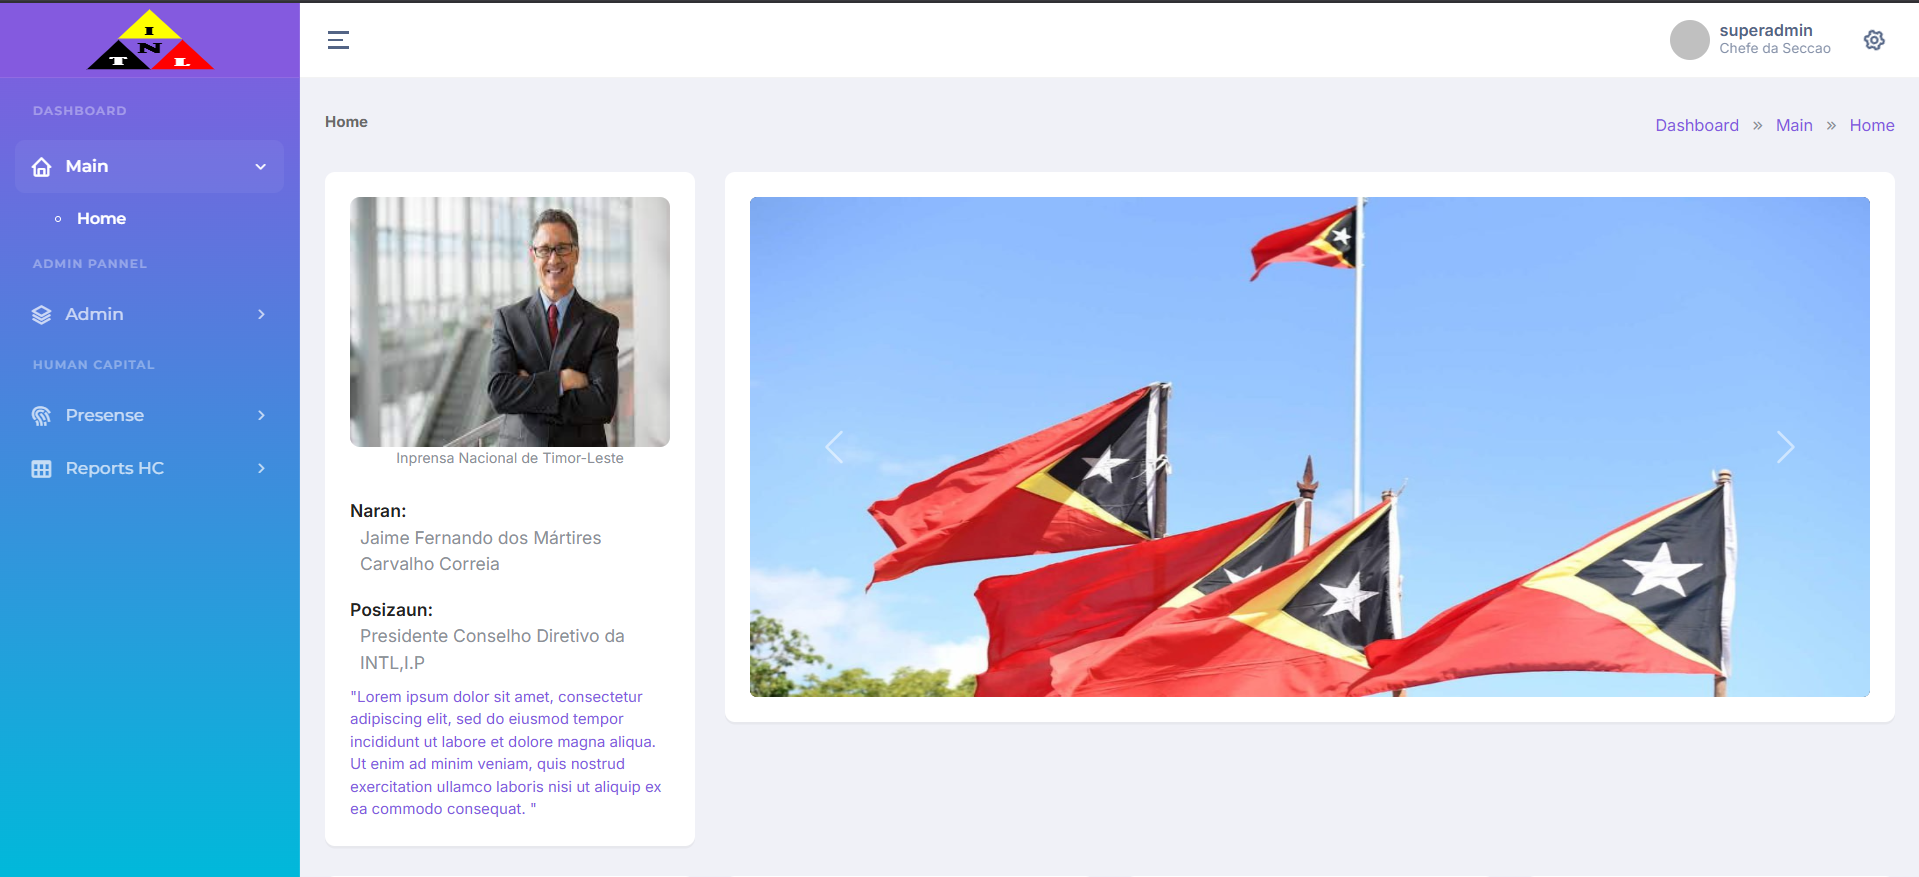 I
N
T L
superadmin
Chefe da Seccao
DASHBOARD
Main
Home
ADMIN PANNEL
Admin
HUMAN CAPITAL
Presense
Reports HC
Home
Dashboard » Main » Home
Inprensa Nacional de Timor-Leste
Naran:
Jaime Fernando dos Mártires
Carvalho Correia
Posizaun:
Presidente Conselho Diretivo da
INTL,I.P
"Lorem ipsum dolor sit amet, consectetur
adipiscing elit, sed do eiusmod tempor
incididunt ut labore et dolore magna aliqua.
Ut enim ad minim veniam, quis nostrud
exercitation ullamco laboris nisi ut aliquip ex
ea commodo consequat. "